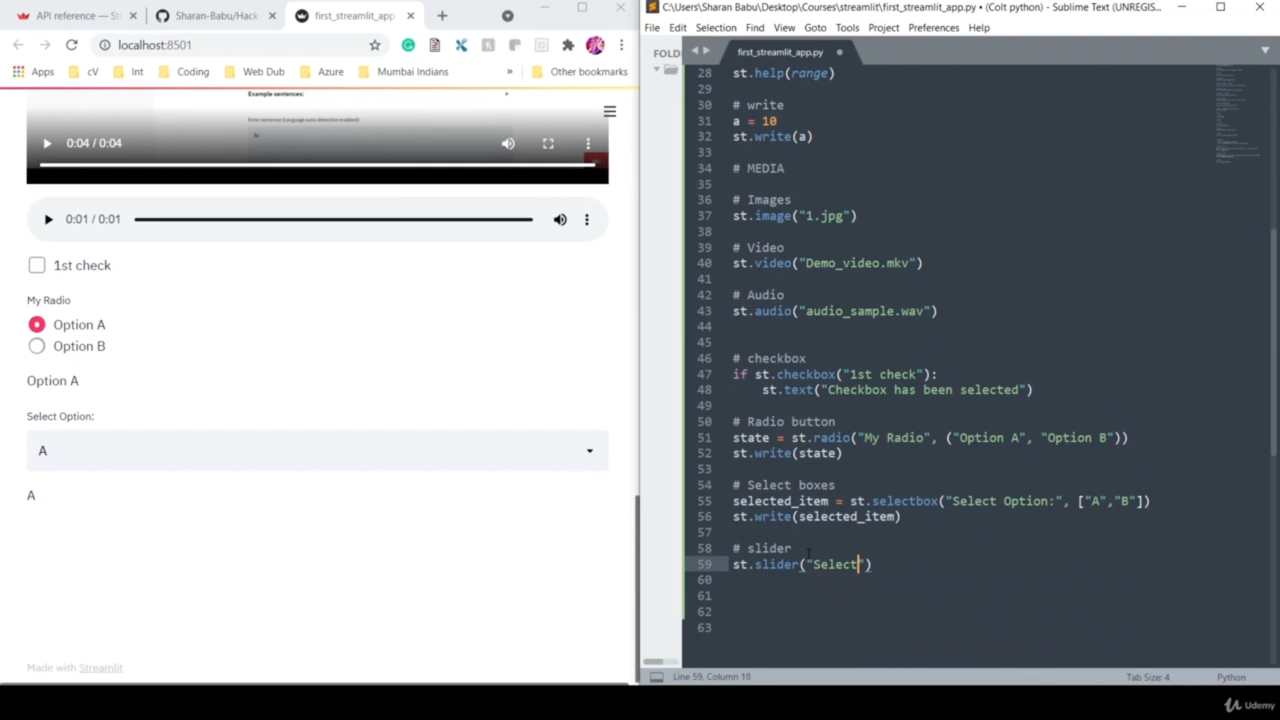 API reference — St
Sharan-Babu/Hack
first_streamlit_app
C:\Users\Sharan Babu\Desktop\Courses\streamlit\first_streamlit_app.py • (Colt python) - Sublime Text (UNREGIS...
localhost:8501
File Edit Selection Find View Goto Tools Project Preferences Help
Apps cV Int Coding Web Dub Azure Mumbai Indians » Other bookmarks
FOLD
first_streamlit_app.py
Example sentences:
Enter sentence (Language auto-detection enabled)
hi
0:04 / 0:04
0:01 / 0:01
1st check
My Radio
Option A
Option B
Option A
Select Option:
A
A
Made with Streamlit
28 st.help(range)
29
30 # write
31 a = 10
32 st.write(a)
33
34 # MEDIA
35
36 # Images
37 st.image("1.jpg")
38
39 # Video
40 st.video("Demo_video.mkv")
41
42 # Audio
43 st.audio("audio_sample.wav")
44
45
46 # checkbox
47 if st.checkbox("1st check"):
48 st.text("Checkbox has been selected")
49
50 # Radio button
51 state = st.radio("My Radio", ("Option A", "Option B"))
52 st.write(state)
53
54 # Select boxes
55 selected_item = st.selectbox("Select Option:", ["A","B"])
56 st.write(selected_item)
57
58 # slider
59 st.slider("Select")
60
61
62
63
Line 59, Column 18
Tab Size: 4
Python
Udemy